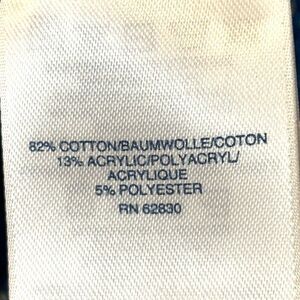 82% COTTON/BAUMWOLLE/COTON
13% ACRYLIC/POLYACRYL/
ACRYLIQUE
5% POLYESTER
RN 62830